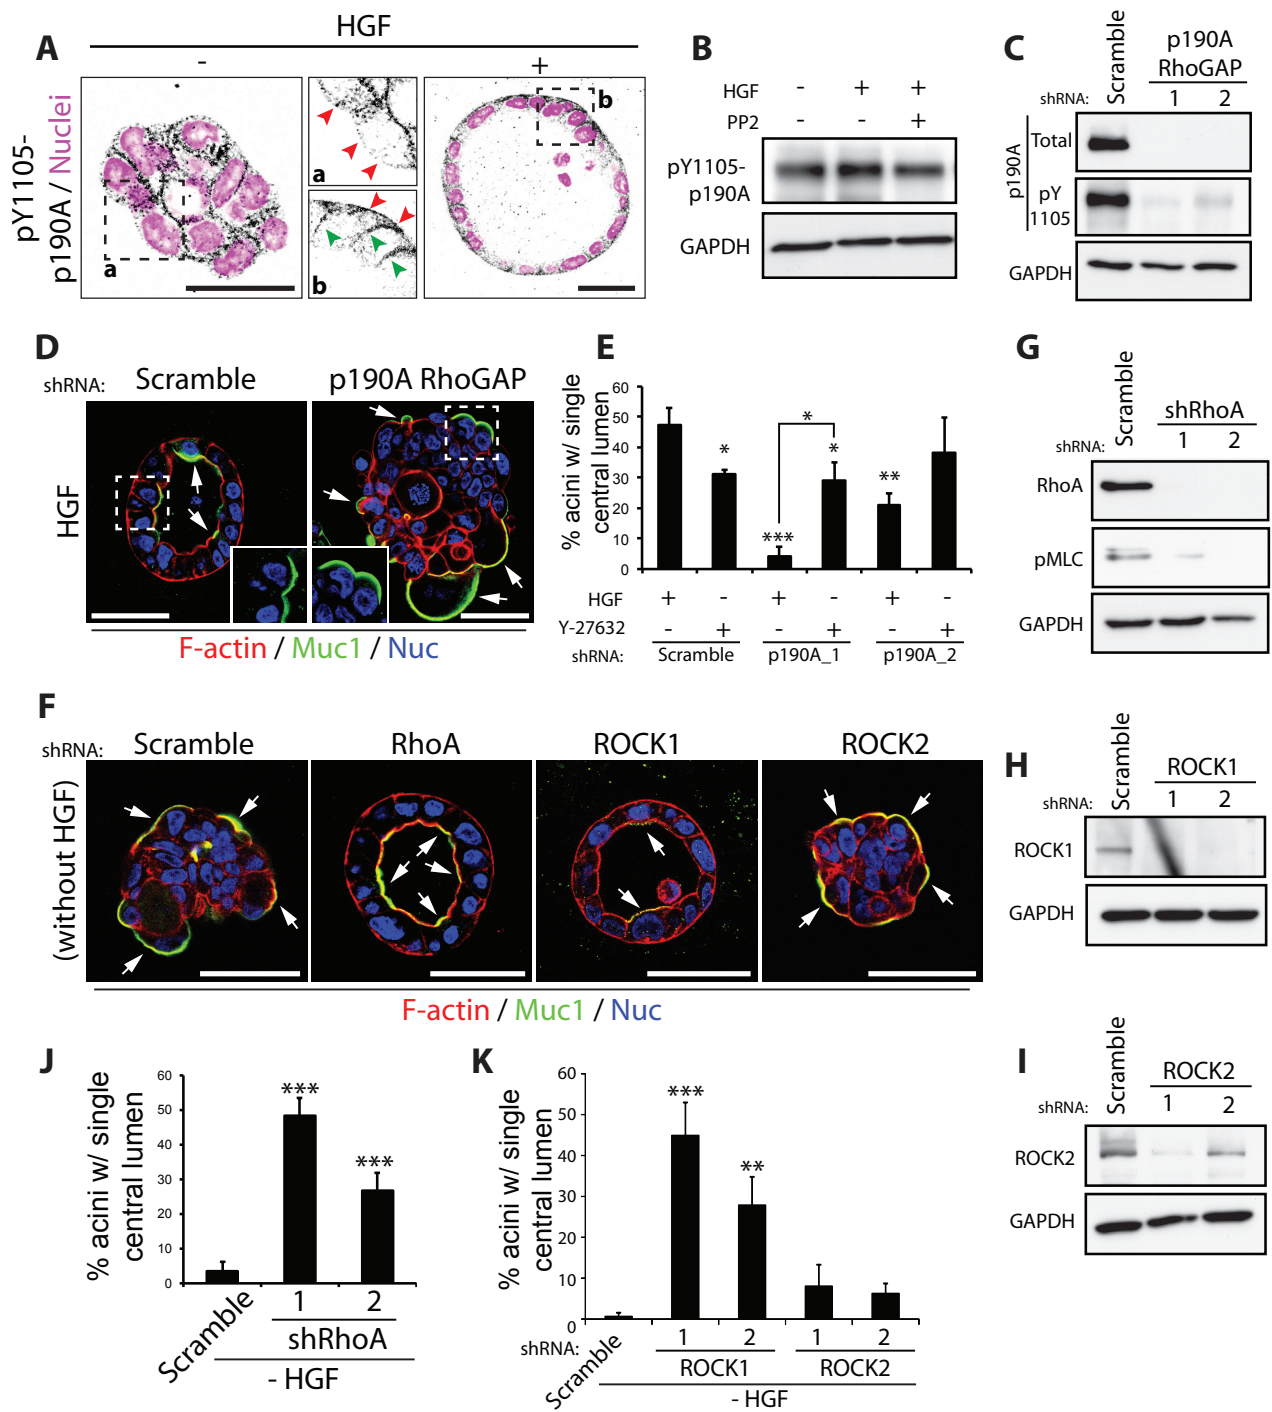 A
HGF
-
+
pY1105-
p190A / Nuclei
a
a
b
b
B
HGF - + +
PP2 - - +
pY1105-
p190A
GAPDH
C
Scramble
p190A
RhoGAP
shRNA: 1 2
p190A
Total
pY
1105
GAPDH
D
shRNA: Scramble p190A RhoGAP
HGF
F-actin / Muc1 / Nuc
E
% acini w/ single
central lumen
60
50
40
30
20
10
0
*
***
*
*
**
HGF + - + - + -
Y-27632 - + - + - +
shRNA: Scramble p190A_1 p190A_2
G
Scramble
shRhoA
shRNA: 1 2
RhoA
pMLC
GAPDH
F
shRNA: Scramble RhoA ROCK1 ROCK2
(without HGF)
F-actin / Muc1 / Nuc
H
Scramble
ROCK1
shRNA: 1 2
ROCK1
GAPDH
I
Scramble
ROCK2
shRNA: 1 2
ROCK2
GAPDH
J
% acini w/ single
central lumen
60
50
40
30
20
10
0
***
***
Scramble
1 2
shRhoA
- HGF
K
% acini w/ single
central lumen
60
50
40
30
20
10
0
***
**
shRNA: 1 2 1 2
Scramble
ROCK1 ROCK2
- HGF